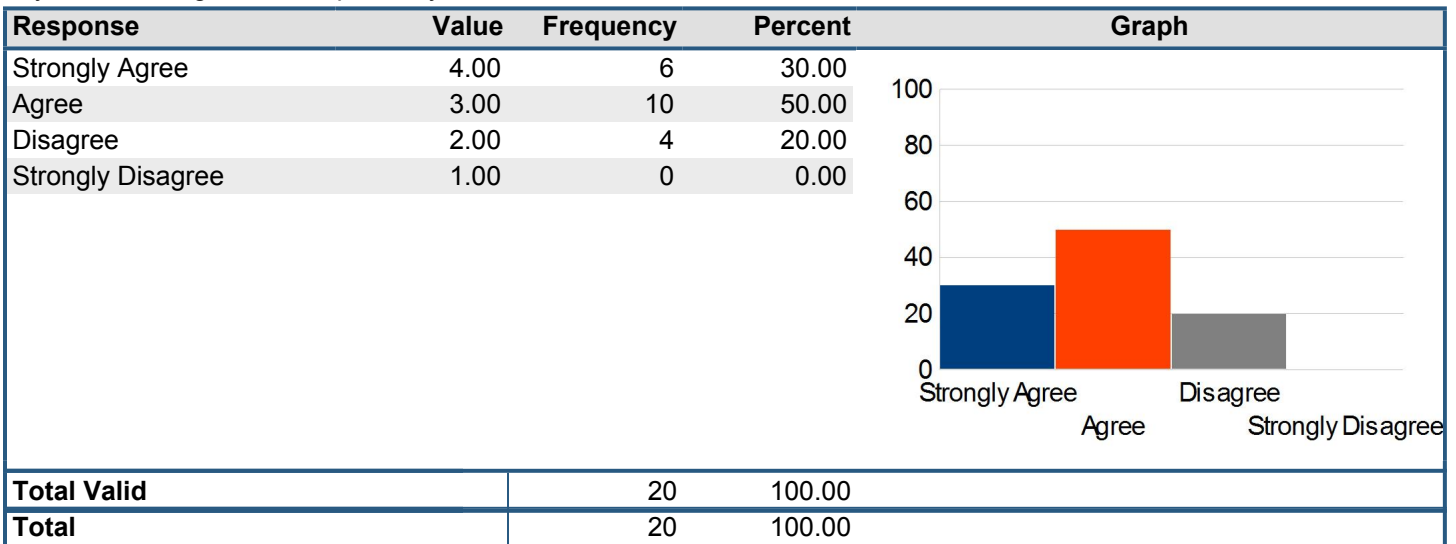 Response Value Frequency Percent Graph
Strongly Agree 4.00 6 30.00
Agree 3.00 10 50.00
Disagree 2.00 4 20.00
Strongly Disagree 1.00 0 0.00
100
80
60
40
20
0
Strongly Agree Disagree
Agree Strongly Disagree
Total Valid 20 100.00
Total 20 100.00